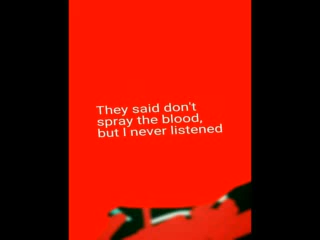 They said don't
spray the blood,
but I never listened